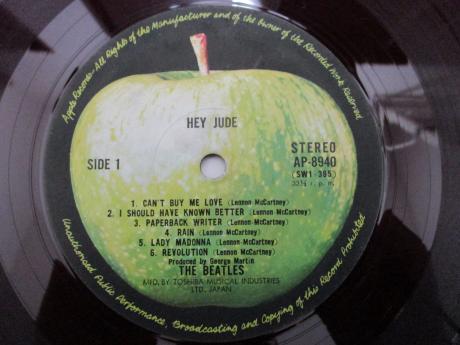 Apple Records-All Rights of the Manufacturer and of the Owner of the Recorded Work Reserved
HEY JUDE
STEREO
SIDE 1
AP-8940
(SW1-385)
33⅓ r. p. m.
1. CAN'T BUY ME LOVE (Lennon McCartney)
2. I SHOULD HAVE KNOWN BETTER (Lennon-McCartney)
3. PAPERBACK WRITER (Lennon-McCartney)
4. RAIN (Lennon-McCartney)
5. LADY MADONNA (Lennon-McCartney)
6. REVOLUTION (Lennon-McCartney)
Produced by George Martin
THE BEATLES
MFD. BY TOSHIBA MUSICAL INDUSTRIES
LTD. JAPAN
Unauthorized Public Performance, Broadcasting and Copying of this Record Prohibited